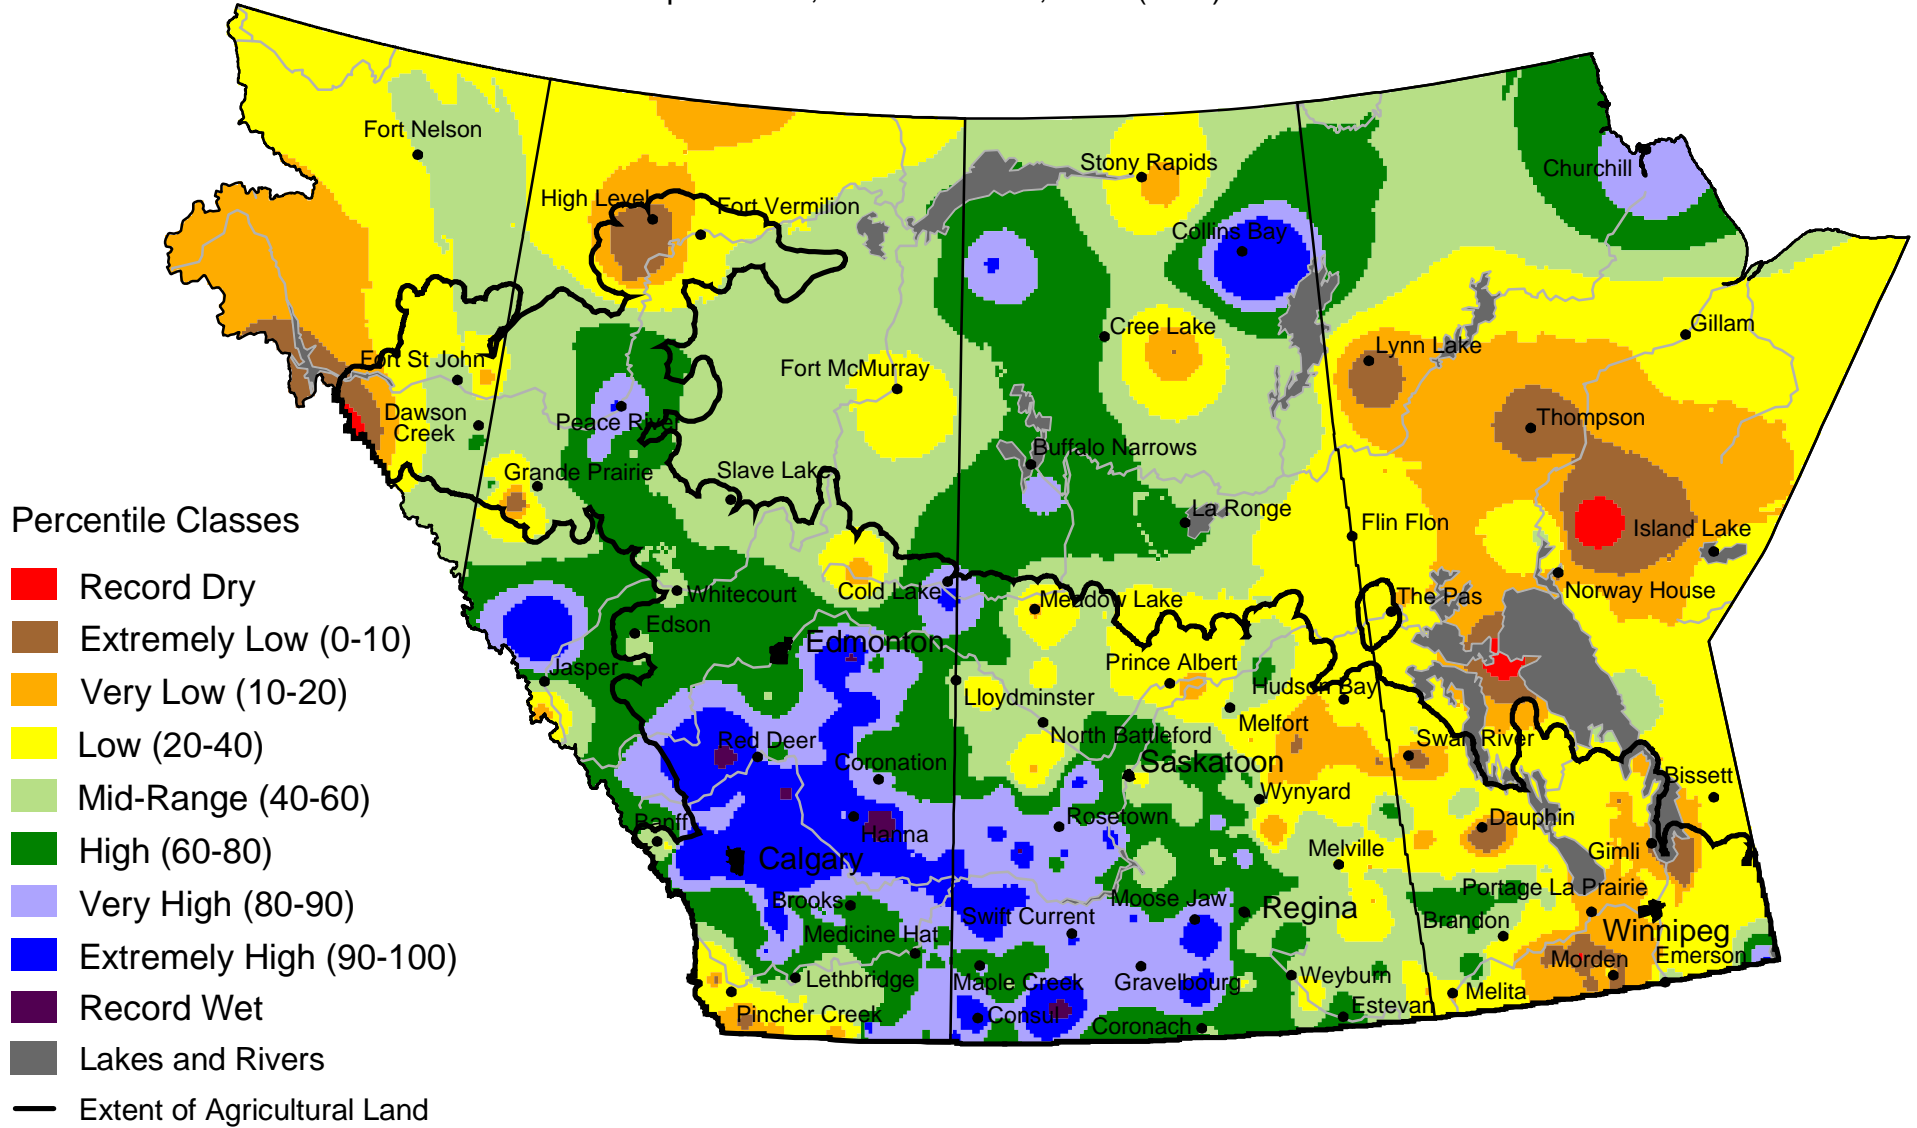 Fort Nelson
High Level
Fort Vermilion
Stony Rapids
Churchill
Collins Bay
Fort St John
Cree Lake
Lynn Lake
Gillam
Fort McMurray
Dawson
Creek
Peace River
Thompson
Buffalo Narrows
Grande Prairie
Slave Lake
La Ronge
Flin Flon
Island Lake
Whitecourt
Cold Lake
Meadow Lake
The Pas
Norway House
Edson
Edmonton
Jasper
Prince Albert
Hudson Bay
Lloydminster
Melfort
North Battleford
Swan River
Red Deer
Coronation
Saskatoon
Bissett
Wynyard
Banff
Hanna
Rosetown
Dauphin
Calgary
Melville
Gimli
Portage La Prairie
Brooks
Swift Current
Moose Jaw
Regina
Brandon
Winnipeg
Medicine Hat
Morden
Emerson
Lethbridge
Maple Creek
Gravelbourg
Weyburn
Melita
Pincher Creek
Consul
Coronach
Estevan
Percentile Classes
Record Dry
Extremely Low (0-10)
Very Low (10-20)
Low (20-40)
Mid-Range (40-60)
High (60-80)
Very High (80-90)
Extremely High (90-100)
Record Wet
Lakes and Rivers
Extent of Agricultural Land